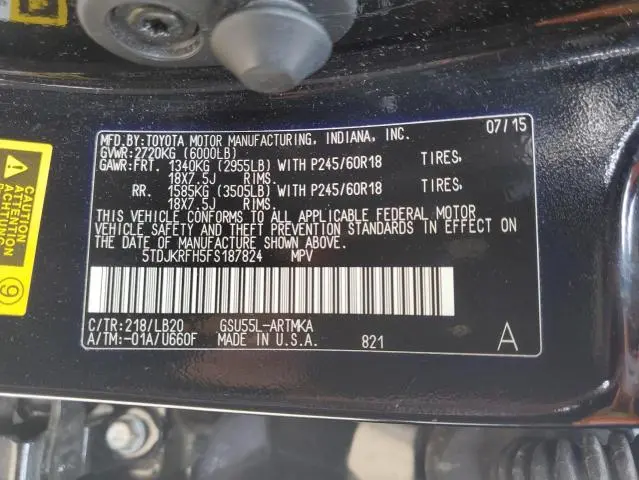 MFD.BY:TOYOTA MOTOR MANUFACTURING, INDIANA, INC. 07/15
GVWR:2720KG (6000LB)
GAWR:FRT. 1340KG (2955LB) WITH P245/60R18 TIRES,
18X7.5J RIMS.
RR. 1585KG (3505LB) WITH P245/60R18 TIRES,
18X7.5J RIMS.
THIS VEHICLE CONFORMS TO ALL APPLICABLE FEDERAL MOTOR
VEHICLE SAFETY AND THEFT PREVENTION STANDARDS IN EFFECT ON
THE DATE OF MANUFACTURE SHOWN ABOVE.
5TDJKRFH5FS187824 MPV
C/TR:218/LB20 GSU55L-ARTMKA
A/TM:-01A/U660F MADE IN U.S.A. 821 A
CAUTION
ACHTUNG
9